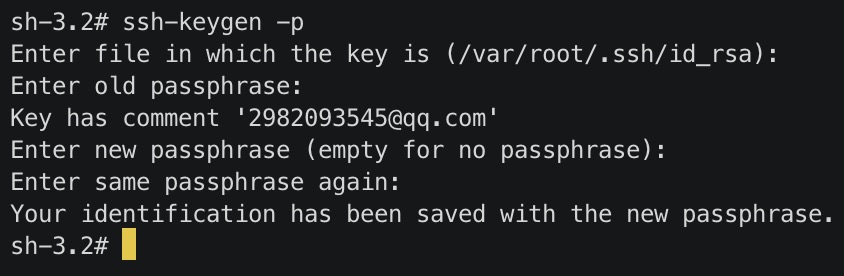 sh-3.2# ssh-keygen -p
Enter file in which the key is (/var/root/.ssh/id_rsa):
Enter old passphrase:
Key has comment '2982093545@qq.com'
Enter new passphrase (empty for no passphrase):
Enter same passphrase again:
Your identification has been saved with the new passphrase.
sh-3.2#